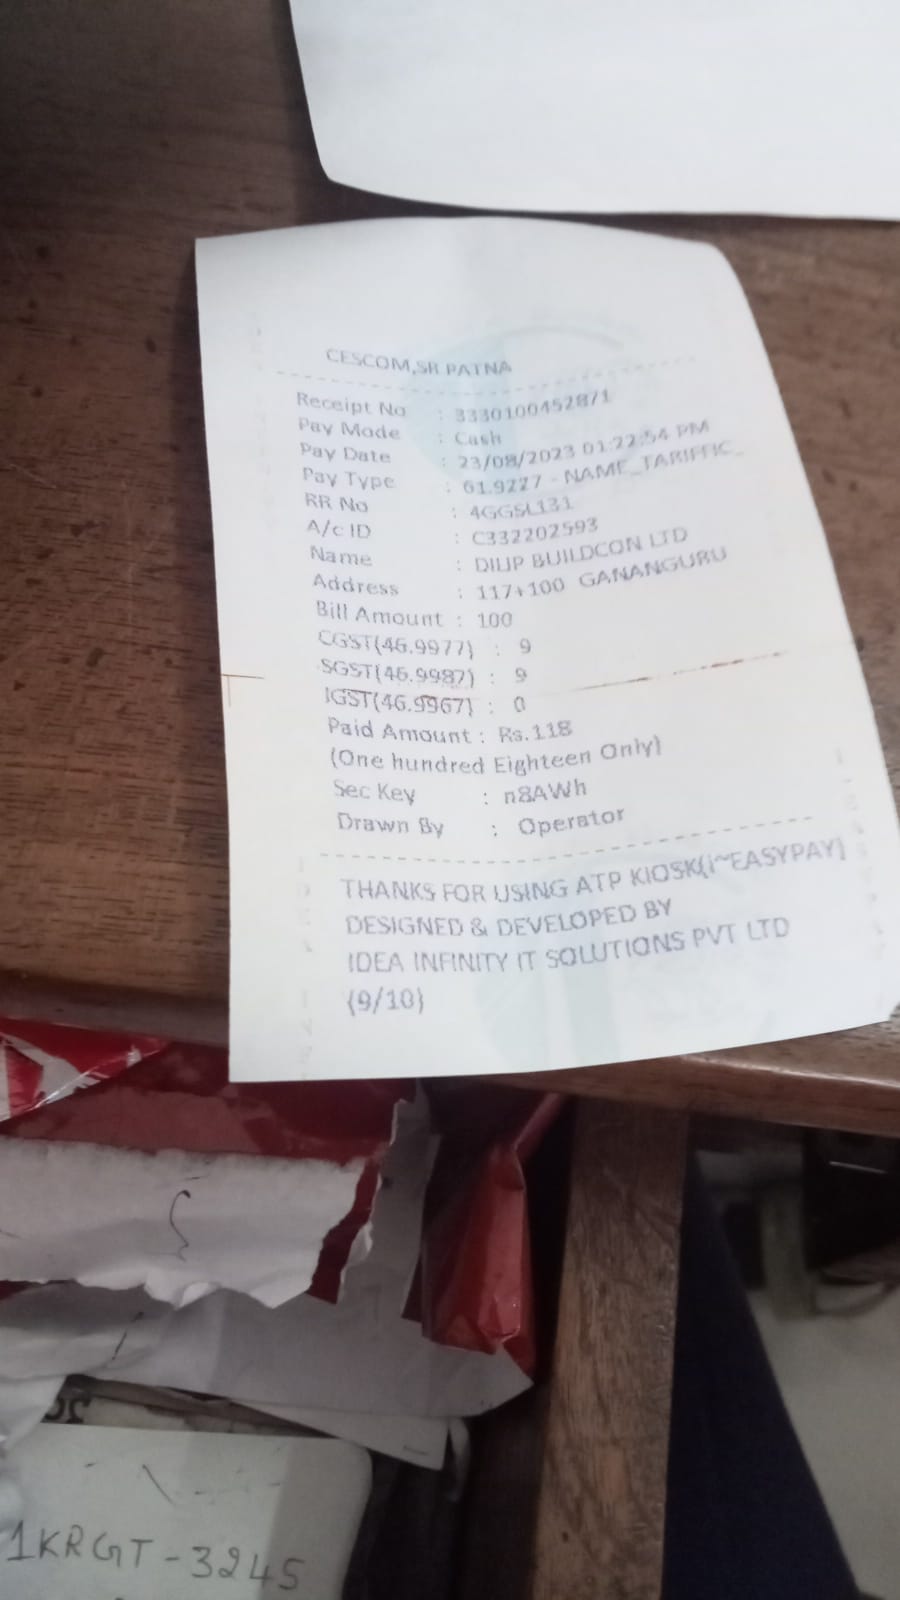 CESCOM,SR PATNA
Receipt No : 33301004528/1
Pay Mode : Cash
Pay Date : 23/08/2023 01:22:54 PM
Pay Type : 61.9227 - NAME_TARIFFIC_
RR No : 4GGSL131
A/c ID : C332202593
Name : DILIP BUILDCON LTD
Address : 117+100 GANANGURU
Bill Amount : 100
CGST(46.9977) : 9
SGST(46.9987) : 9
IGST(46.9967) : 0
Paid Amount : Rs.118
(One hundred Eighteen Only)
Sec Key : n8AWh
Drawn By : Operator
THANKS FOR USING ATP KIOSK(i~EASYPAY)
DESIGNED & DEVELOPED BY
IDEA INFINITY IT SOLUTIONS PVT LTD
(9/10)
1KRGT-3245